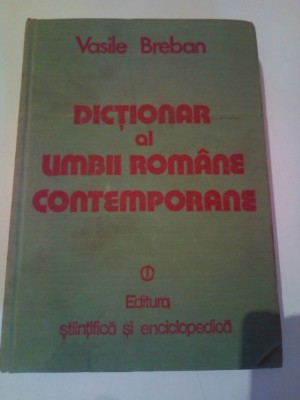 Vasile Breban
DICȚIONAR
al
LIMBII ROMÂNE
CONTEMPORANE
Editura
științifică și enciclopedică